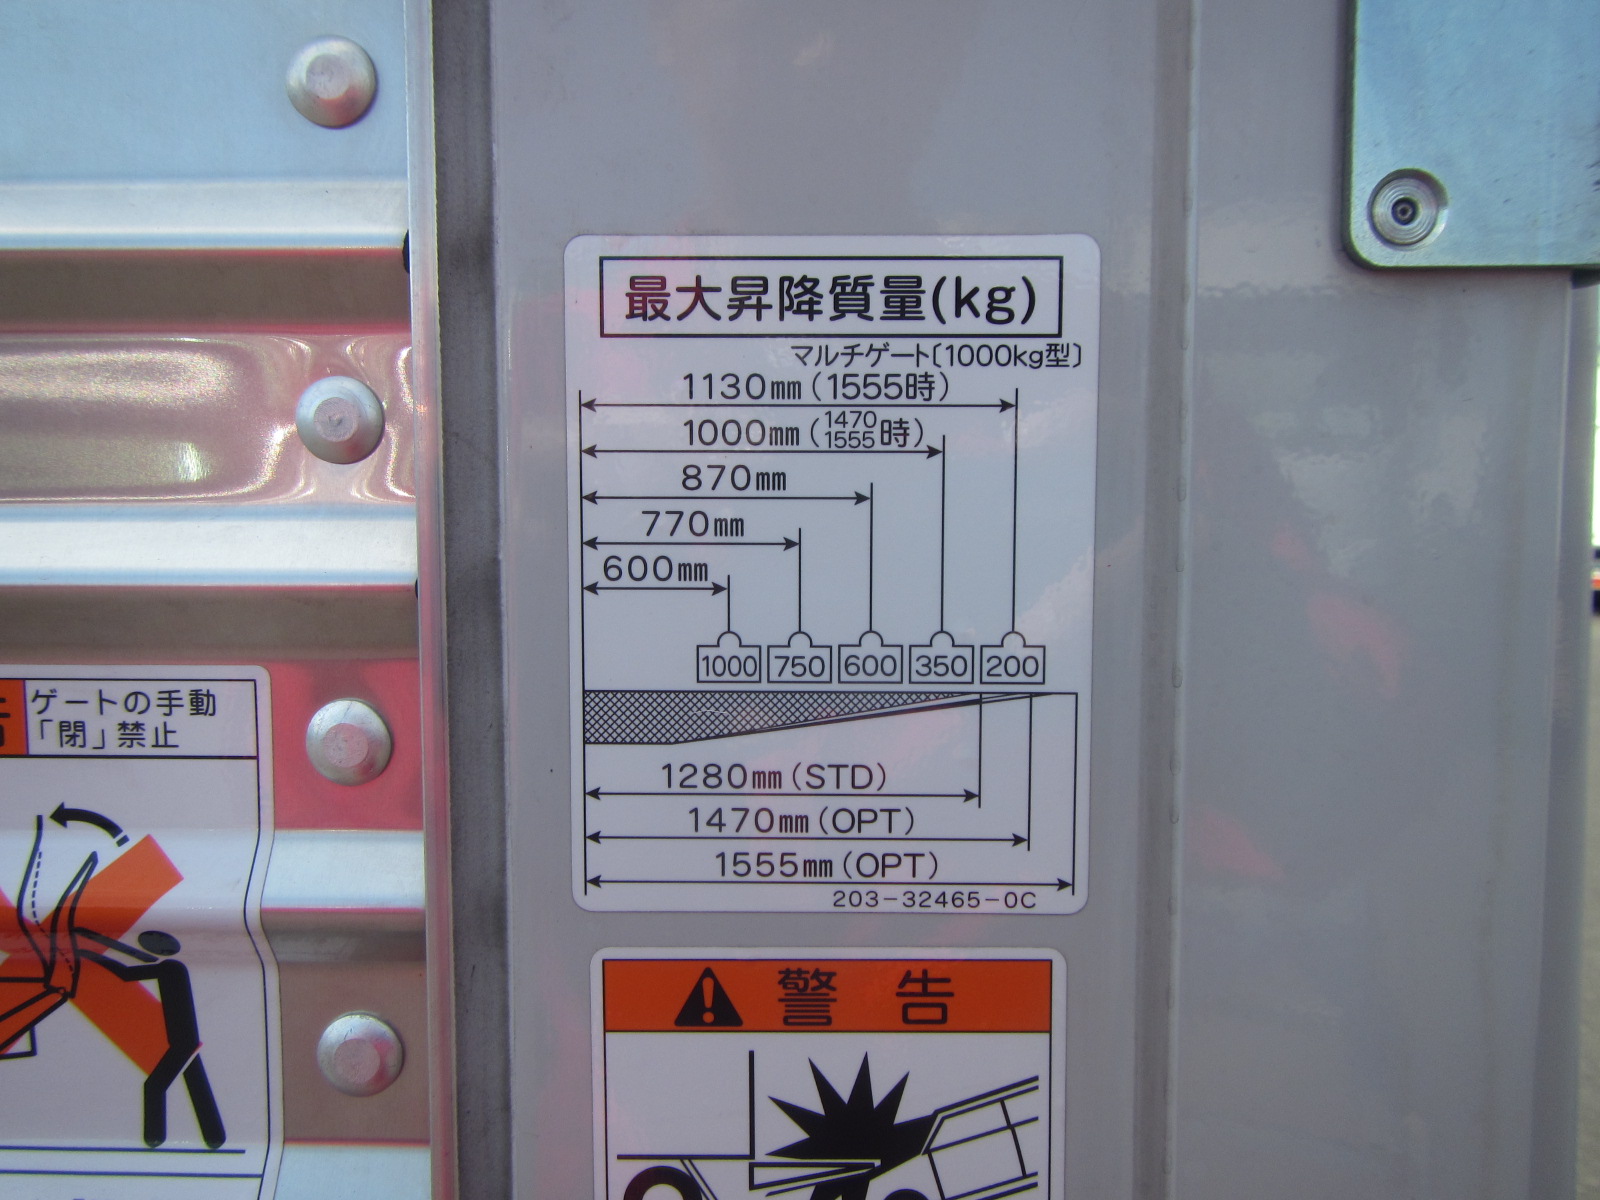 最大昇降質量(kg)
マルチゲート〔1000kg型〕
1130㎜(1555時)
1000㎜(1470 1555時)
870㎜
770㎜
600㎜
1000 750 600 350 200
1280㎜(STD)
1470㎜(OPT)
1555㎜(OPT)
203-32465-0C
警告
ゲートの手動
「閉」禁止